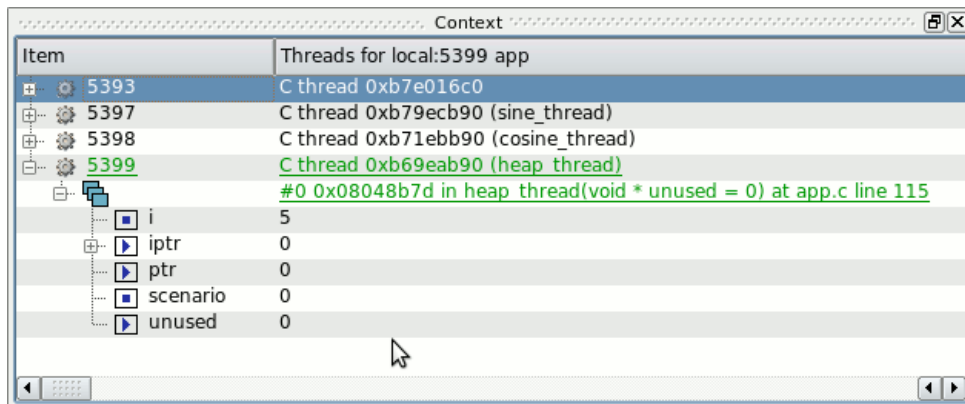 Context
Item Threads for local:5399 app
5393 C thread 0xb7e016c0
5397 C thread 0xb79ecb90 (sine_thread)
5398 C thread 0xb71ebb90 (cosine_thread)
5399 C thread 0xb69eab90 (heap_thread)
#0 0x08048b7d in heap_thread(void * unused = 0) at app.c line 115
i 5
iptr 0
ptr 0
scenario 0
unused 0